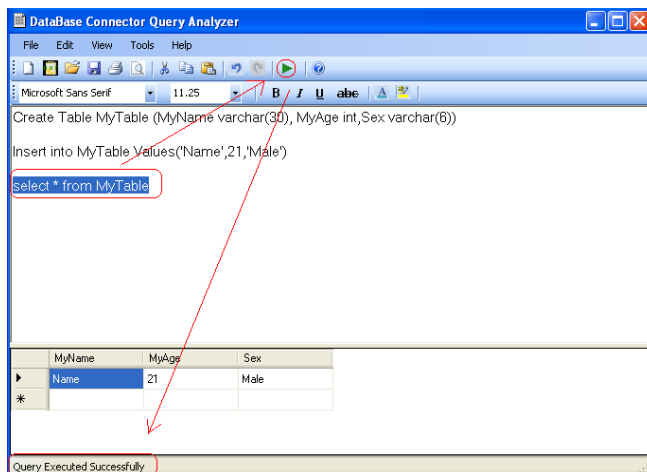 DataBase Connector Query Analyzer
File Edit View Tools Help
Microsoft Sans Serif 11.25 B I U abc A ab
Create Table MyTable (MyName varchar(30), MyAge int,Sex varchar(6))
Insert into MyTable Values('Name',21,'Male')
select * from MyTable
MyName MyAge Sex
Name 21 Male
Query Executed Successfully